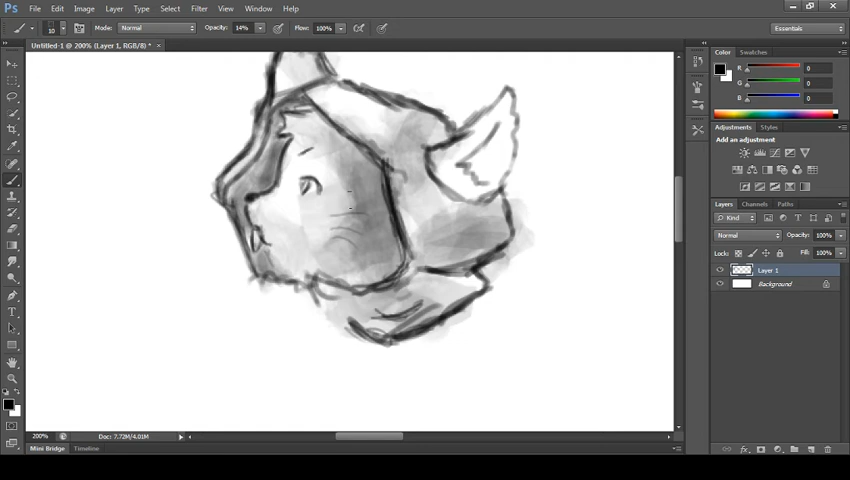 Ps File Edit Image Layer Type Select Filter View Window Help
10 Mode: Normal Opacity: 14% Flow: 100% Essentials
Untitled-1 @ 200% (Layer 1, RGB/8) * ×
Color Swatches
R 0
G 0
B 0
Adjustments Styles
Add an adjustment
Layers Channels Paths
Kind
Normal Opacity: 100%
Lock: Fill: 100%
Layer 1
Background
200% Doc: 7.72M/4.01M
Mini Bridge Timeline